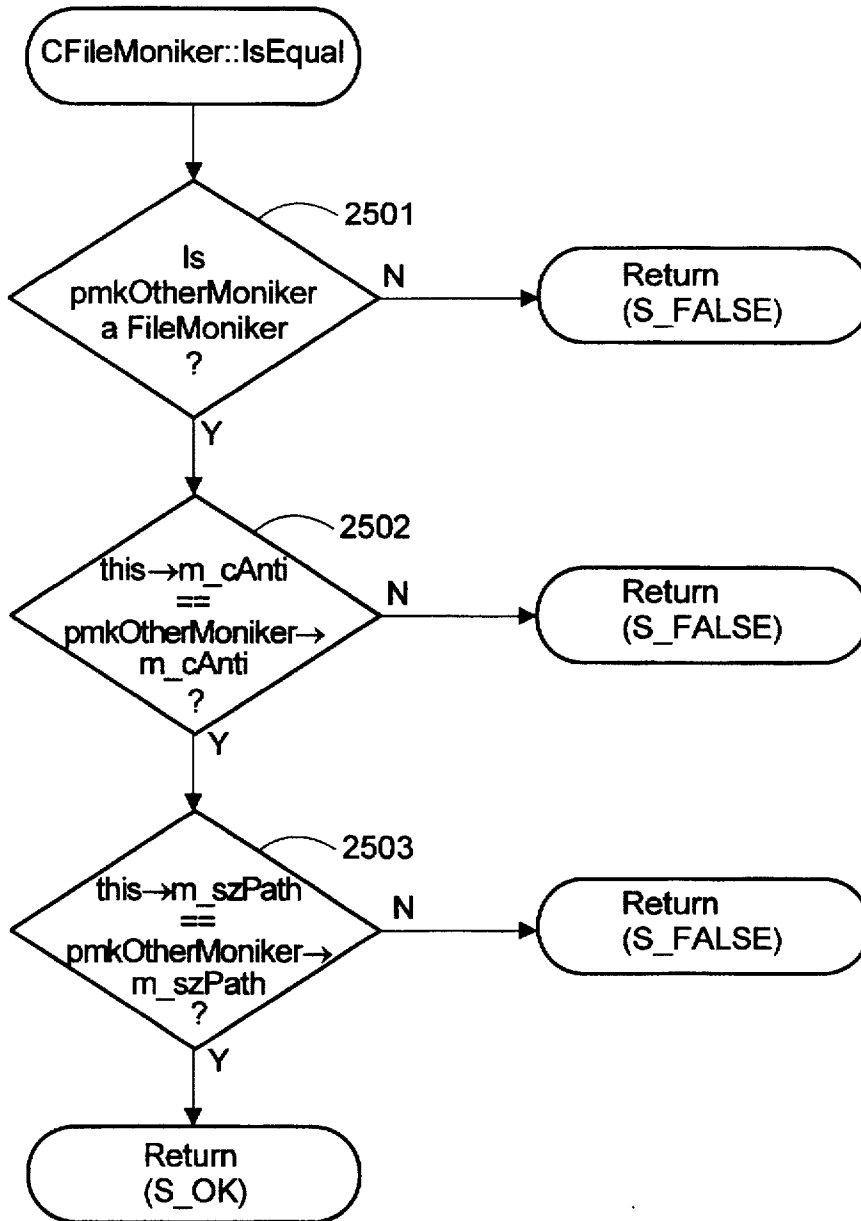 CFileMoniker::IsEqual
2501
Is
pmkOtherMoniker
a FileMoniker
?
N
Return
(S_FALSE)
Y
2502
this→m_cAnti
==
pmkOtherMoniker→
m_cAnti
?
N
Return
(S_FALSE)
Y
2503
this→m_szPath
==
pmkOtherMoniker→
m_szPath
?
N
Return
(S_FALSE)
Y
Return
(S_OK)